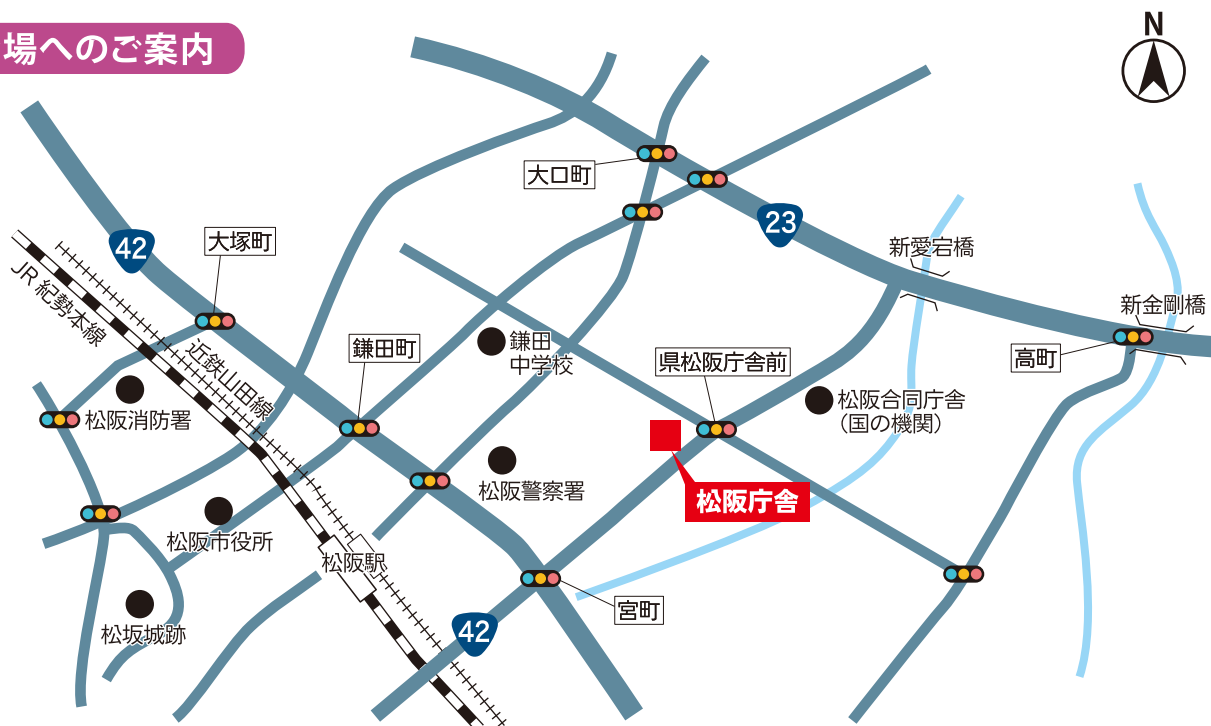 場へのご案内
N
大口町
23
42
大塚町
新愛宕橋
JR紀勢本線
新金剛橋
近鉄山田線
鎌田町
鎌田
中学校
県松阪庁舎前
高町
松阪消防署
松阪合同庁舎
（国の機関）
松阪警察署
松阪庁舎
松阪市役所
松阪駅
宮町
42
松坂城跡